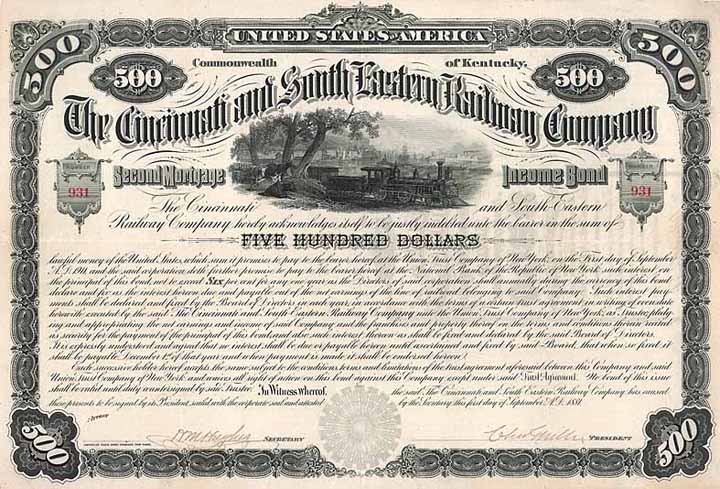 500 UNITED STATES OF AMERICA 500
Commonwealth of Kentucky.
500 500
The Cincinnati and South Eastern Railway Company
NUMBER NUMBER
931 931
Second Mortgage Income Bond
The Cincinnati and South Eastern
Railway Company hereby acknowledges itself to be justly indebted unto the bearer in the sum of
FIVE HUNDRED DOLLARS
lawful money of the United States, which sum it promises to pay to the bearer hereof, at the Union Trust Company of New York, on the First day of September
A.D. 1911 and the said corporation doth further promise to pay to the bearer hereof at the National Bank of the Republic of New York such interest on
the principal of this bond, not to exceed Six per cent for any one year as the Directors of said corporation shall annually during the currency of this bond
declare and fix as the interest hereon due and payable out of the net earnings of the line of railroad belonging to said Company. Such interest pay-
ments shall be declared and fixed by the Board of Directors in each year, in accordance with the terms of a certain trust agreement in writing of even date
herewith executed by the said The Cincinnati and South Eastern Railway Company unto the Union Trust Company of New York, as Trustee, pledg-
ing and appropriating the net earnings and income of said Company and the franchises and property thereof on the terms and conditions therein recited
as security for the payment of the principal of this bond and also such interest thereon as shall be fixed and declared by the said Board of Directors.
It is expressly understood and agreed that no interest shall be due or payable hereon until ascertained and fixed by said Board, that when so fixed it
shall be payable December 1st of that year and when payment is made it shall be endorsed hereon.
Each successive holder hereof accepts the same subject to the conditions, terms and limitations of the trust agreement aforesaid between this Company and said
Union Trust Company of New York and waives all right of action on this bond against this Company except under said Trust Agreement. No bond of this issue
shall be valid until duly countersigned by said Trustee.
In Witness Whereof, the said The Cincinnati and South Eastern Railway Company has caused
these presents to be signed by its President, sealed with its corporate seal and attested by its Secretary this first day of September A.D. 1881.
SECRETARY PRESIDENT
500 500